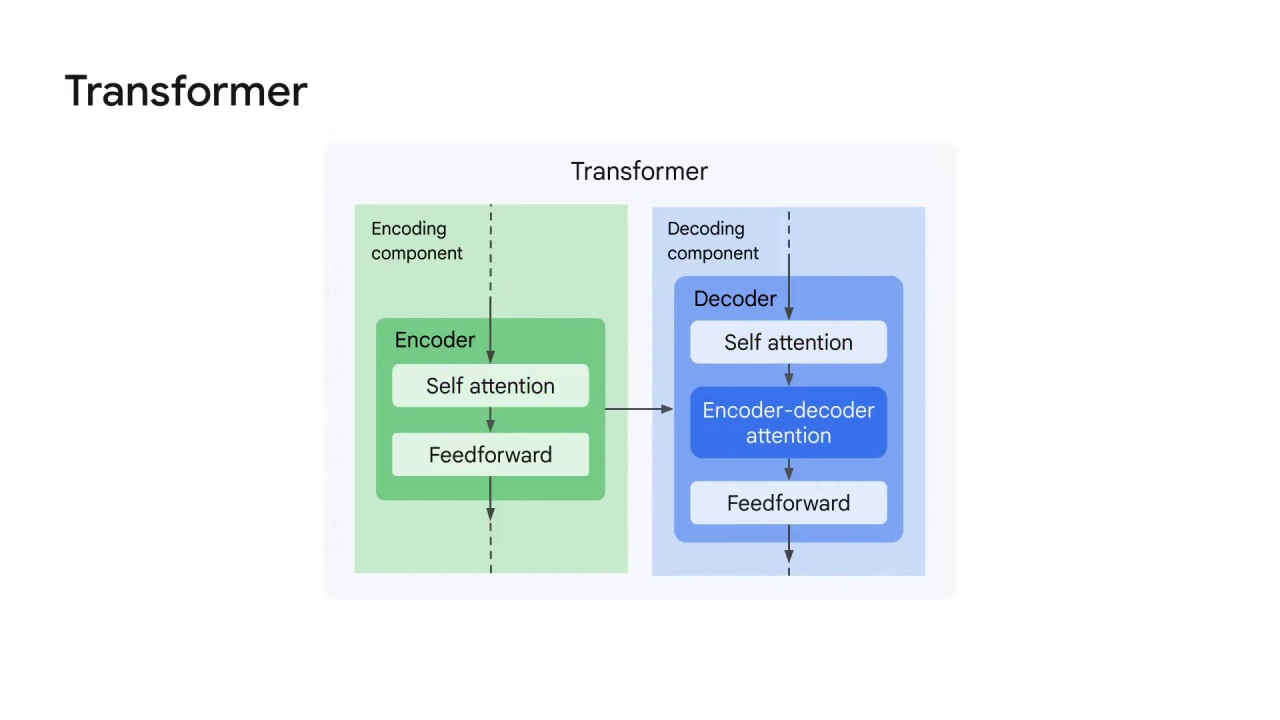 Transformer
Transformer
Encoding
component
Encoder
Self attention
Feedforward
Decoding
component
Decoder
Self attention
Encoder-decoder
attention
Feedforward